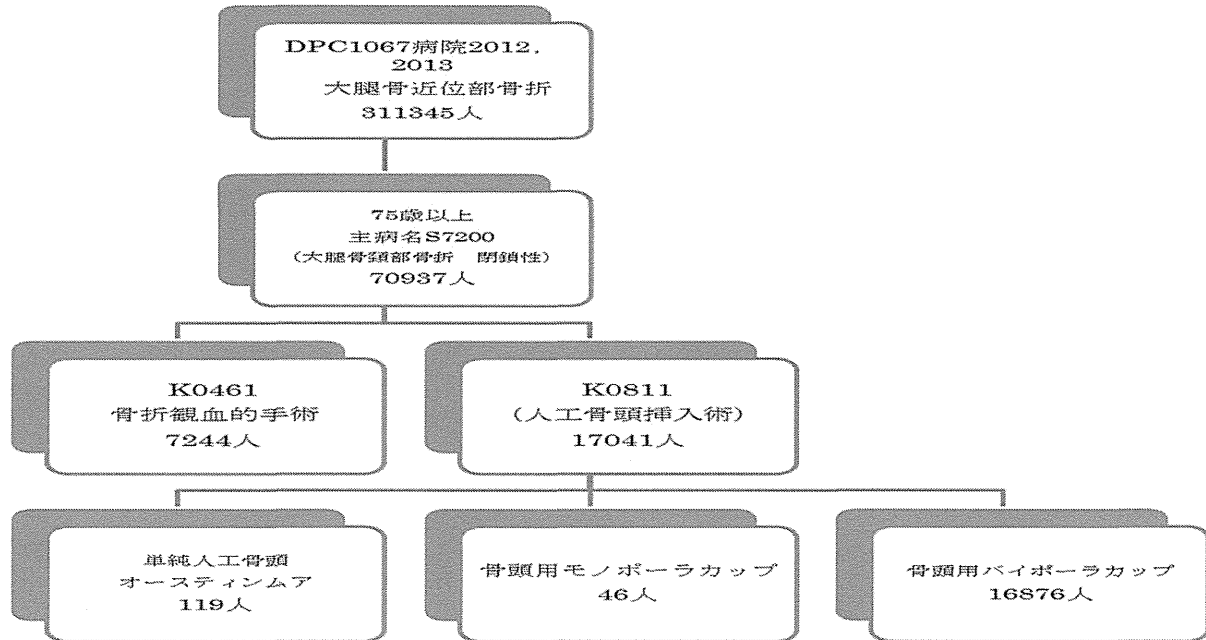 DPC1067病院2012,
2013
大腿骨近位部骨折
311345人
75歳以上
主病名S7200
(大腿骨頚部骨折 閉鎖性)
70937人
K0461
骨折観血的手術
7244人
K0811
(人工骨頭挿入術)
17041人
単純人工骨頭
オースティンムア
119人
骨頭用モノポーラカップ
46人
骨頭用バイポーラカップ
16876人